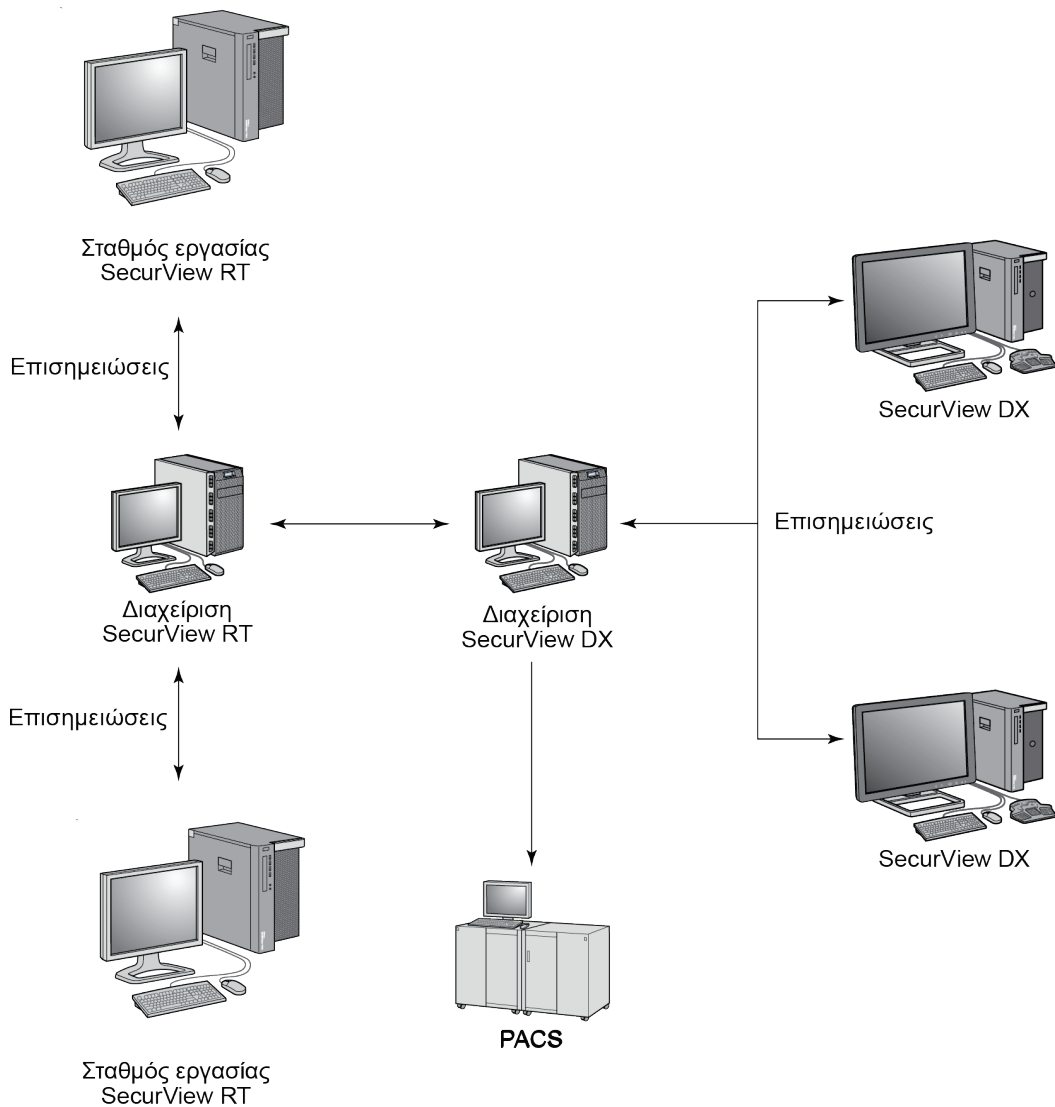 Σταθμός εργασίας
SecurView RT
Επισημειώσεις
SecurView DX
Επισημειώσεις
Διαχείριση
SecurView RT
Διαχείριση
SecurView DX
Επισημειώσεις
SecurView DX
PACS
Σταθμός εργασίας
SecurView RT